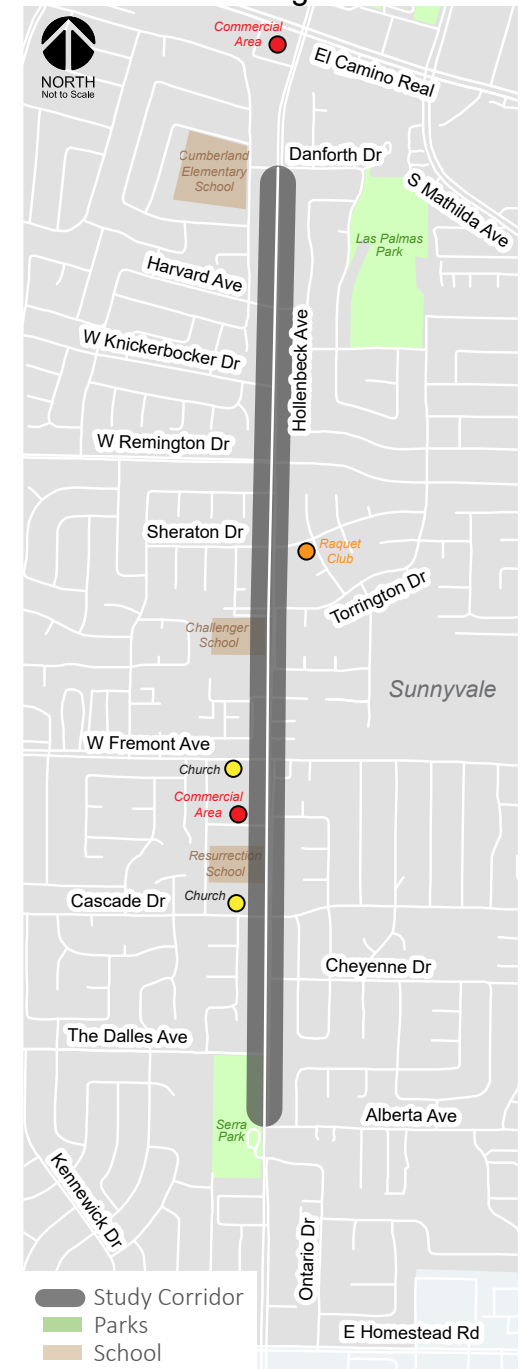 Commercial
Area
El Camino Real
NORTH
Not to Scale
Cumberland
Elementary
School
Danforth Dr
S Mathilda Ave
Las Palmas
Park
Harvard Ave
Hollenbeck Ave
W Knickerbocker Dr
W Remington Dr
Sheraton Dr
Raquet
Club
Torrington Dr
Challenger
School
Sunnyvale
W Fremont Ave
Church
Commercial
Area
Resurrection
School
Cascade Dr
Church
Cheyenne Dr
The Dalles Ave
Alberta Ave
Serra
Park
Kennewick Dr
Ontario Dr
E Homestead Rd
Study Corridor
Parks
School